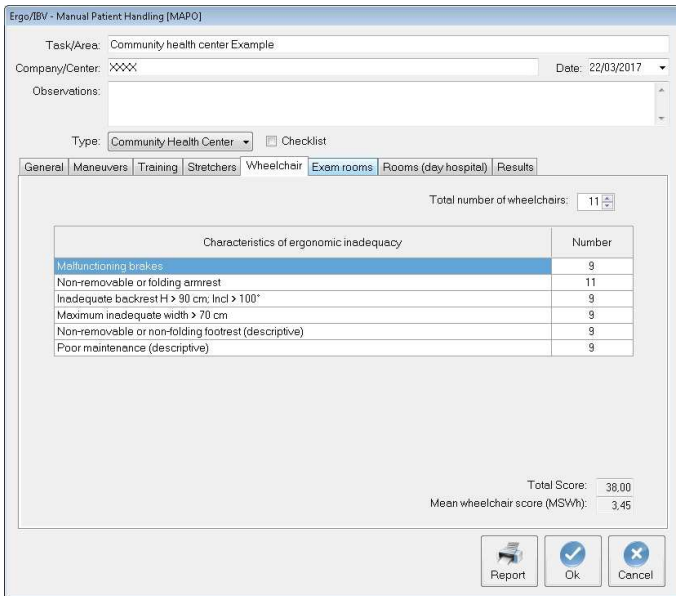 Ergo/IBV - Manual Patient Handling [MAPO]
Task/Area: Community health center Example
Company/Center: XXXX Date: 22/03/2017
Observations:
Type: Community Health Center Checklist
General Maneuvers Training Stretchers Wheelchair Exam rooms Rooms (day hospital) Results
Total number of wheelchairs: 11
Characteristics of ergonomic inadequacy Number
Malfunctioning brakes 9
Non-removable or folding armrest 11
Inadequate backrest H > 90 cm; Incl > 100°
9
Maximum inadequate width > 70 cm 9
Non-removable or non-folding footrest (descriptive) 9
Poor maintenance (descriptive) 9
Total Score: 38,00
Mean wheelchair score (MSWh): 3,45
Report Ok Cancel